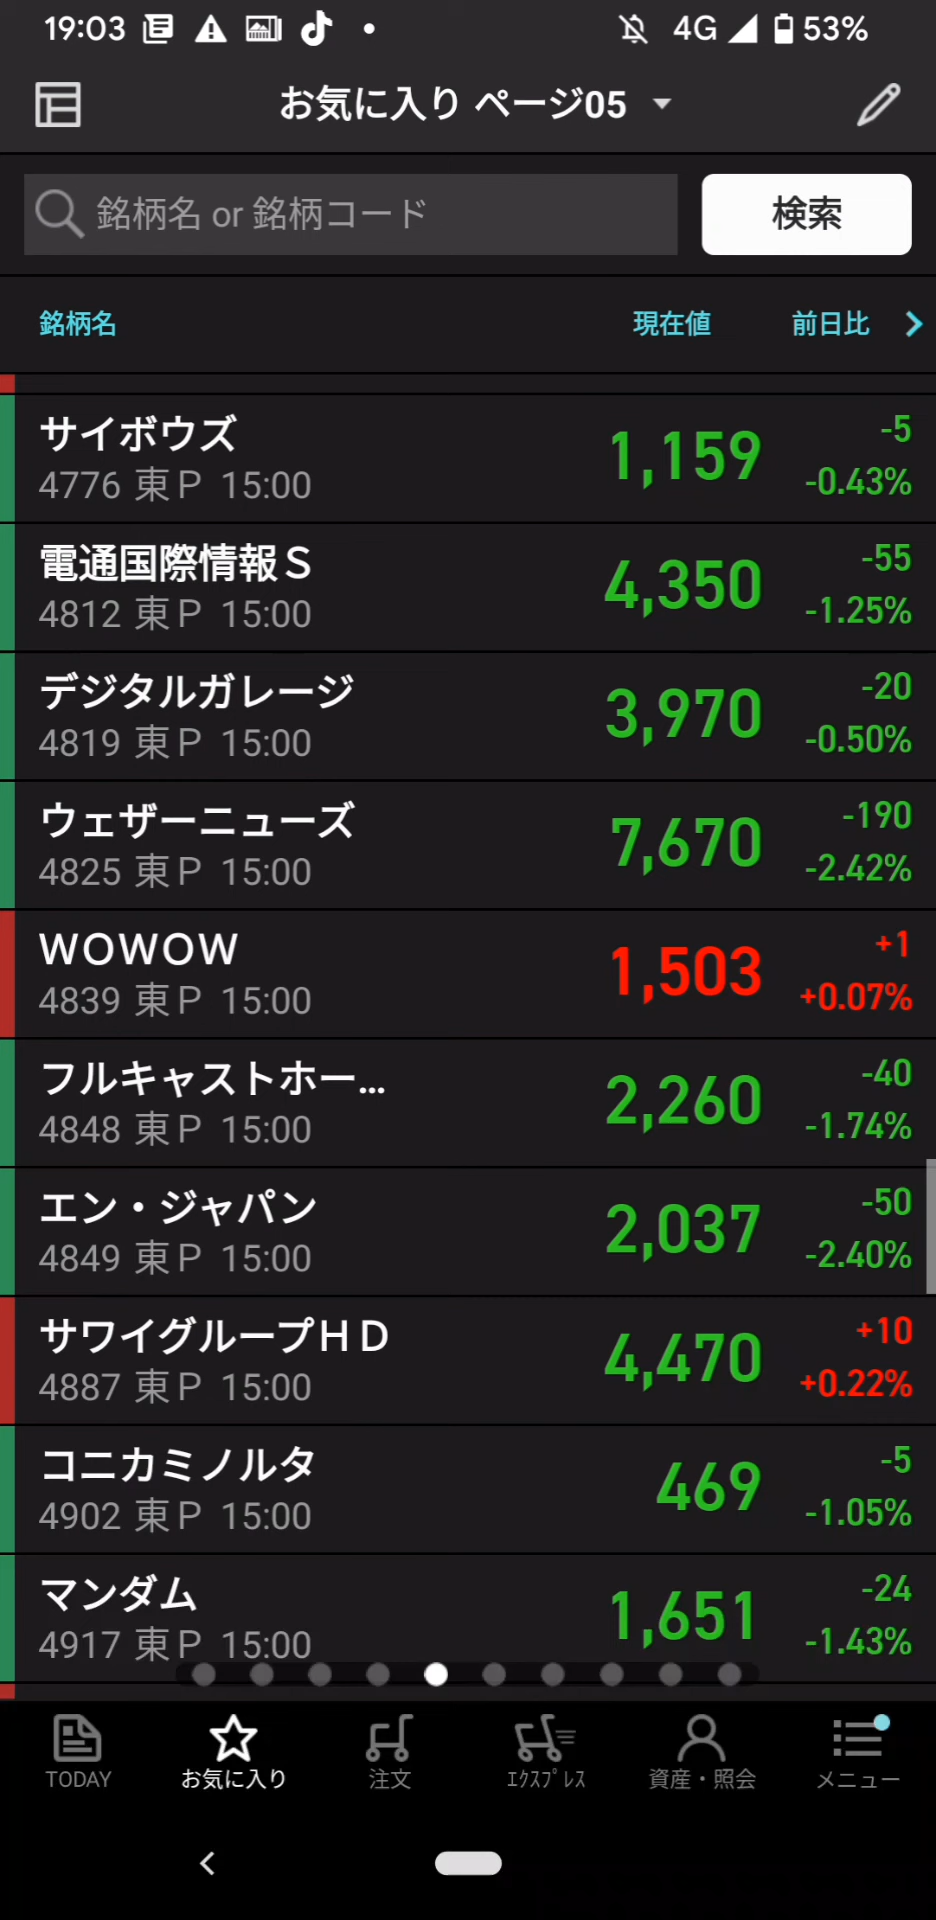 19:03 4G 53%
お気に入り ページ05
銘柄名 or 銘柄コード 検索
銘柄名 現在値 前日比
サイボウズ 1,159 -5
4776 東Ｐ 15:00 -0.43%
電通国際情報Ｓ 4,350 -55
4812 東Ｐ 15:00 -1.25%
デジタルガレージ 3,970 -20
4819 東Ｐ 15:00 -0.50%
ウェザーニューズ 7,670 -190
4825 東Ｐ 15:00 -2.42%
ＷＯＷＯＷ 1,503 +1
4839 東Ｐ 15:00 +0.07%
フルキャストホー... 2,260 -40
4848 東Ｐ 15:00 -1.74%
エン・ジャパン 2,037 -50
4849 東Ｐ 15:00 -2.40%
サワイグループＨＤ 4,470 +10
4887 東Ｐ 15:00 +0.22%
コニカミノルタ 469 -5
4902 東Ｐ 15:00 -1.05%
マンダム 1,651 -24
4917 東Ｐ 15:00 -1.43%
TODAY お気に入り 注文 ｴｸｽﾌﾟﾚｽ 資産・照会 メニュー